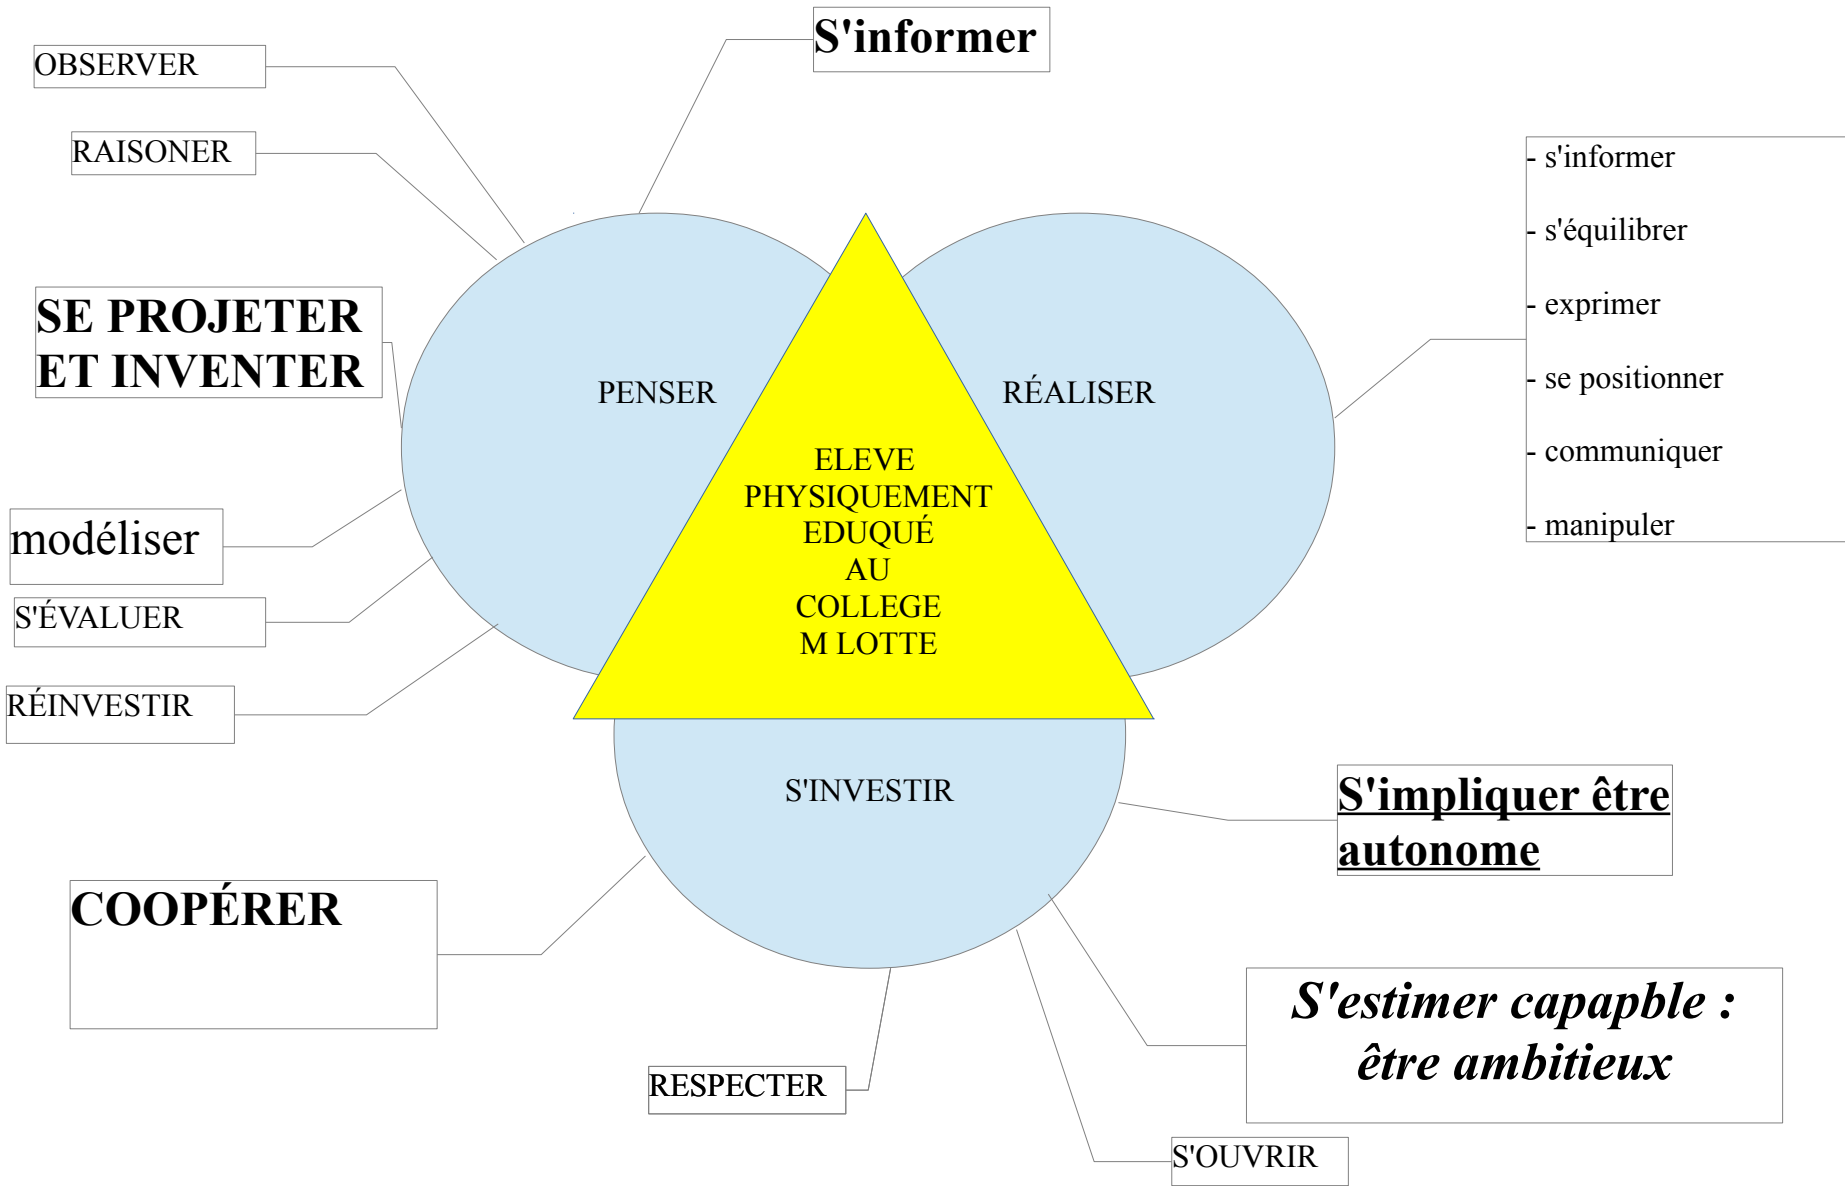 S'informer
OBSERVER
RAISONER
- s'informer
- s'équilibrer
- exprimer
- se positionner
- communiquer
- manipuler
SE PROJETER
ET INVENTER
PENSER
RÉALISER
ELEVE
PHYSIQUEMENT
EDUQUÉ
AU
COLLEGE
M LOTTE
modéliser
S'ÉVALUER
RÉINVESTIR
S'INVESTIR
S'impliquer être
autonome
COOPÉRER
S'estimer capapble :
être ambitieux
RESPECTER
S'OUVRIR